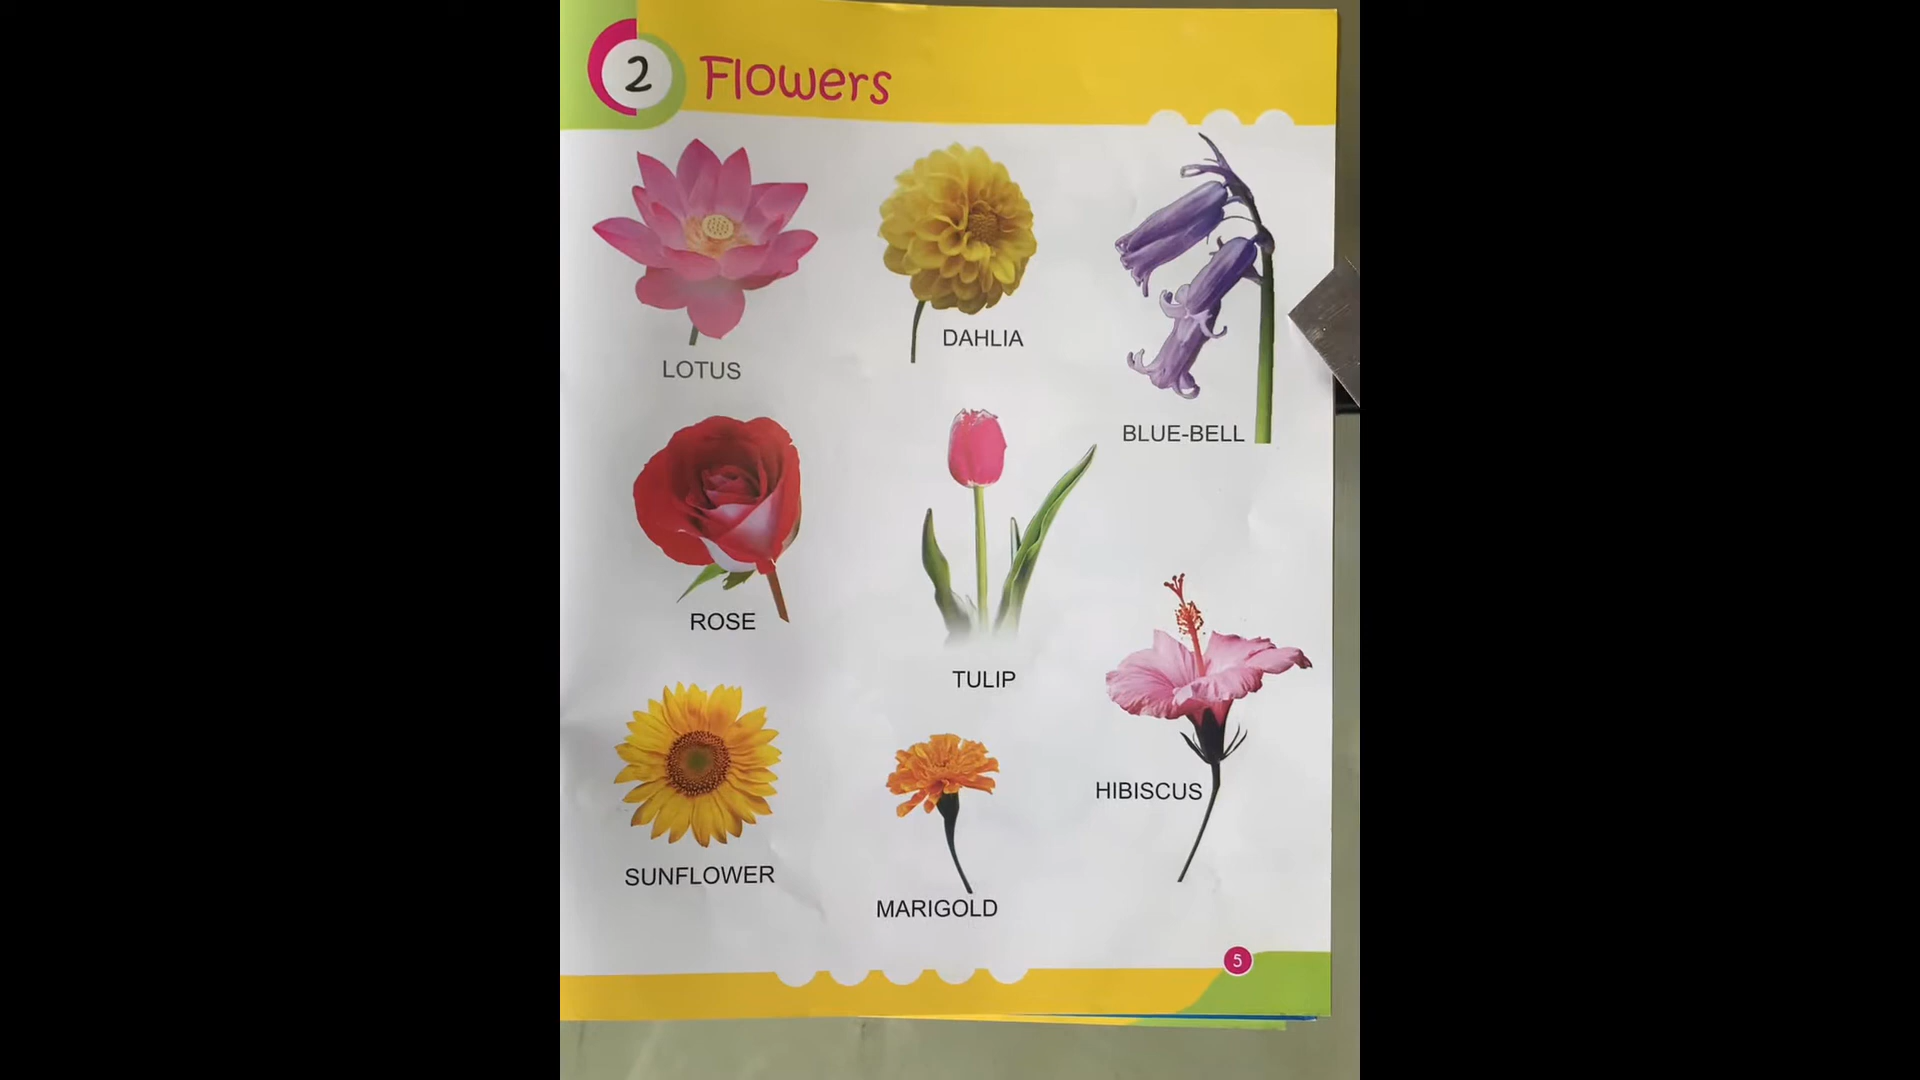 2
Flowers
LOTUS
DAHLIA
BLUE-BELL
ROSE
TULIP
HIBISCUS
SUNFLOWER
MARIGOLD
5